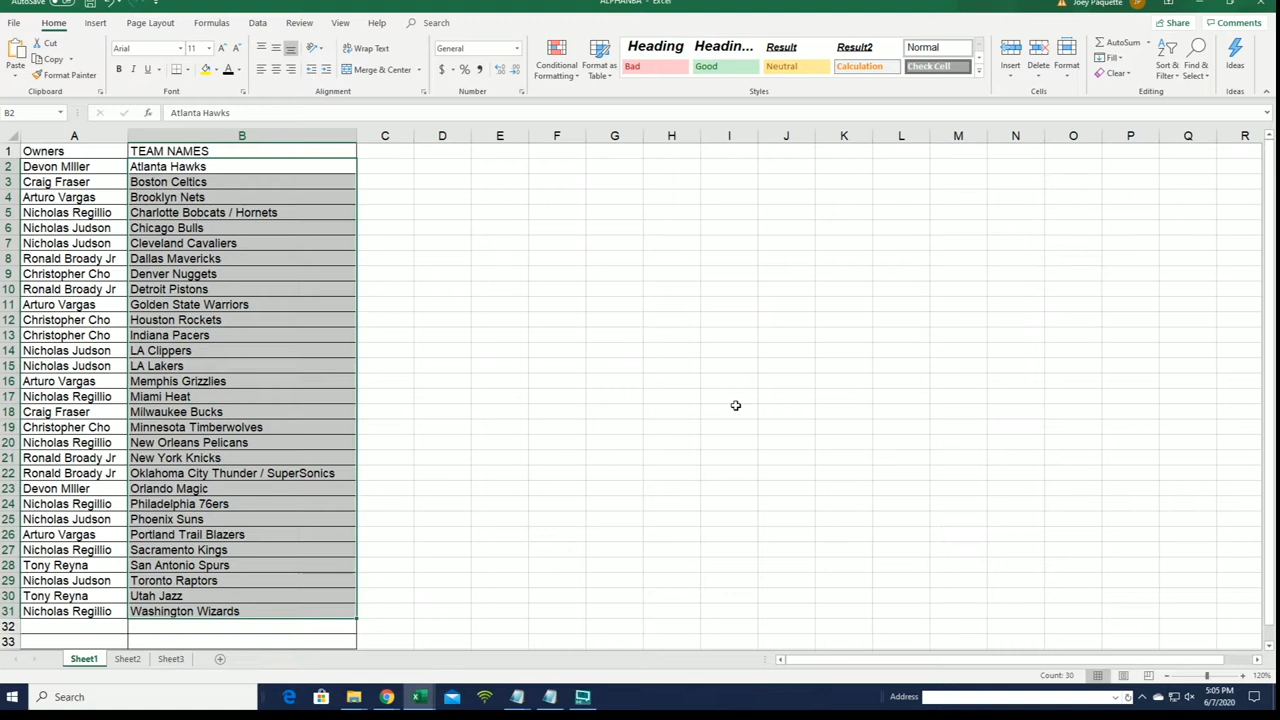 AutoSave Off ALPHANBA - Excel Joey Paquette JP
File Home Insert Page Layout Formulas Data Review View Help Search Share Comments
Paste Cut Copy Format Painter Clipboard
Arial 11 A A B I U A Font
Wrap Text Merge & Center Alignment
General $ % , Number
Conditional Formatting Format as Table
Heading Headin... Result Result2 Normal
Bad Good Neutral Calculation Check Cell
Styles
Insert Delete Format Cells
AutoSum Fill Clear Sort & Filter Find & Select Editing
Ideas Ideas
B2 fx Atlanta Hawks
A B C D E F G H I J K L M N O P Q R
1 Owners TEAM NAMES
2 Devon MIller Atlanta Hawks
3 Craig Fraser Boston Celtics
4 Arturo Vargas Brooklyn Nets
5 Nicholas Regillio Charlotte Bobcats / Hornets
6 Nicholas Judson Chicago Bulls
7 Nicholas Judson Cleveland Cavaliers
8 Ronald Broady Jr Dallas Mavericks
9 Christopher Cho Denver Nuggets
10 Ronald Broady Jr Detroit Pistons
11 Arturo Vargas Golden State Warriors
12 Christopher Cho Houston Rockets
13 Christopher Cho Indiana Pacers
14 Nicholas Judson LA Clippers
15 Nicholas Judson LA Lakers
16 Arturo Vargas Memphis Grizzlies
17 Nicholas Regillio Miami Heat
18 Craig Fraser Milwaukee Bucks
19 Christopher Cho Minnesota Timberwolves
20 Nicholas Regillio New Orleans Pelicans
21 Ronald Broady Jr New York Knicks
22 Ronald Broady Jr Oklahoma City Thunder / SuperSonics
23 Devon MIller Orlando Magic
24 Nicholas Regillio Philadelphia 76ers
25 Nicholas Judson Phoenix Suns
26 Arturo Vargas Portland Trail Blazers
27 Nicholas Regillio Sacramento Kings
28 Tony Reyna San Antonio Spurs
29 Nicholas Judson Toronto Raptors
30 Tony Reyna Utah Jazz
31 Nicholas Regillio Washington Wizards
32
33
Sheet1 Sheet2 Sheet3
Count: 30 120%
Search Address 5:05 PM
6/7/2020